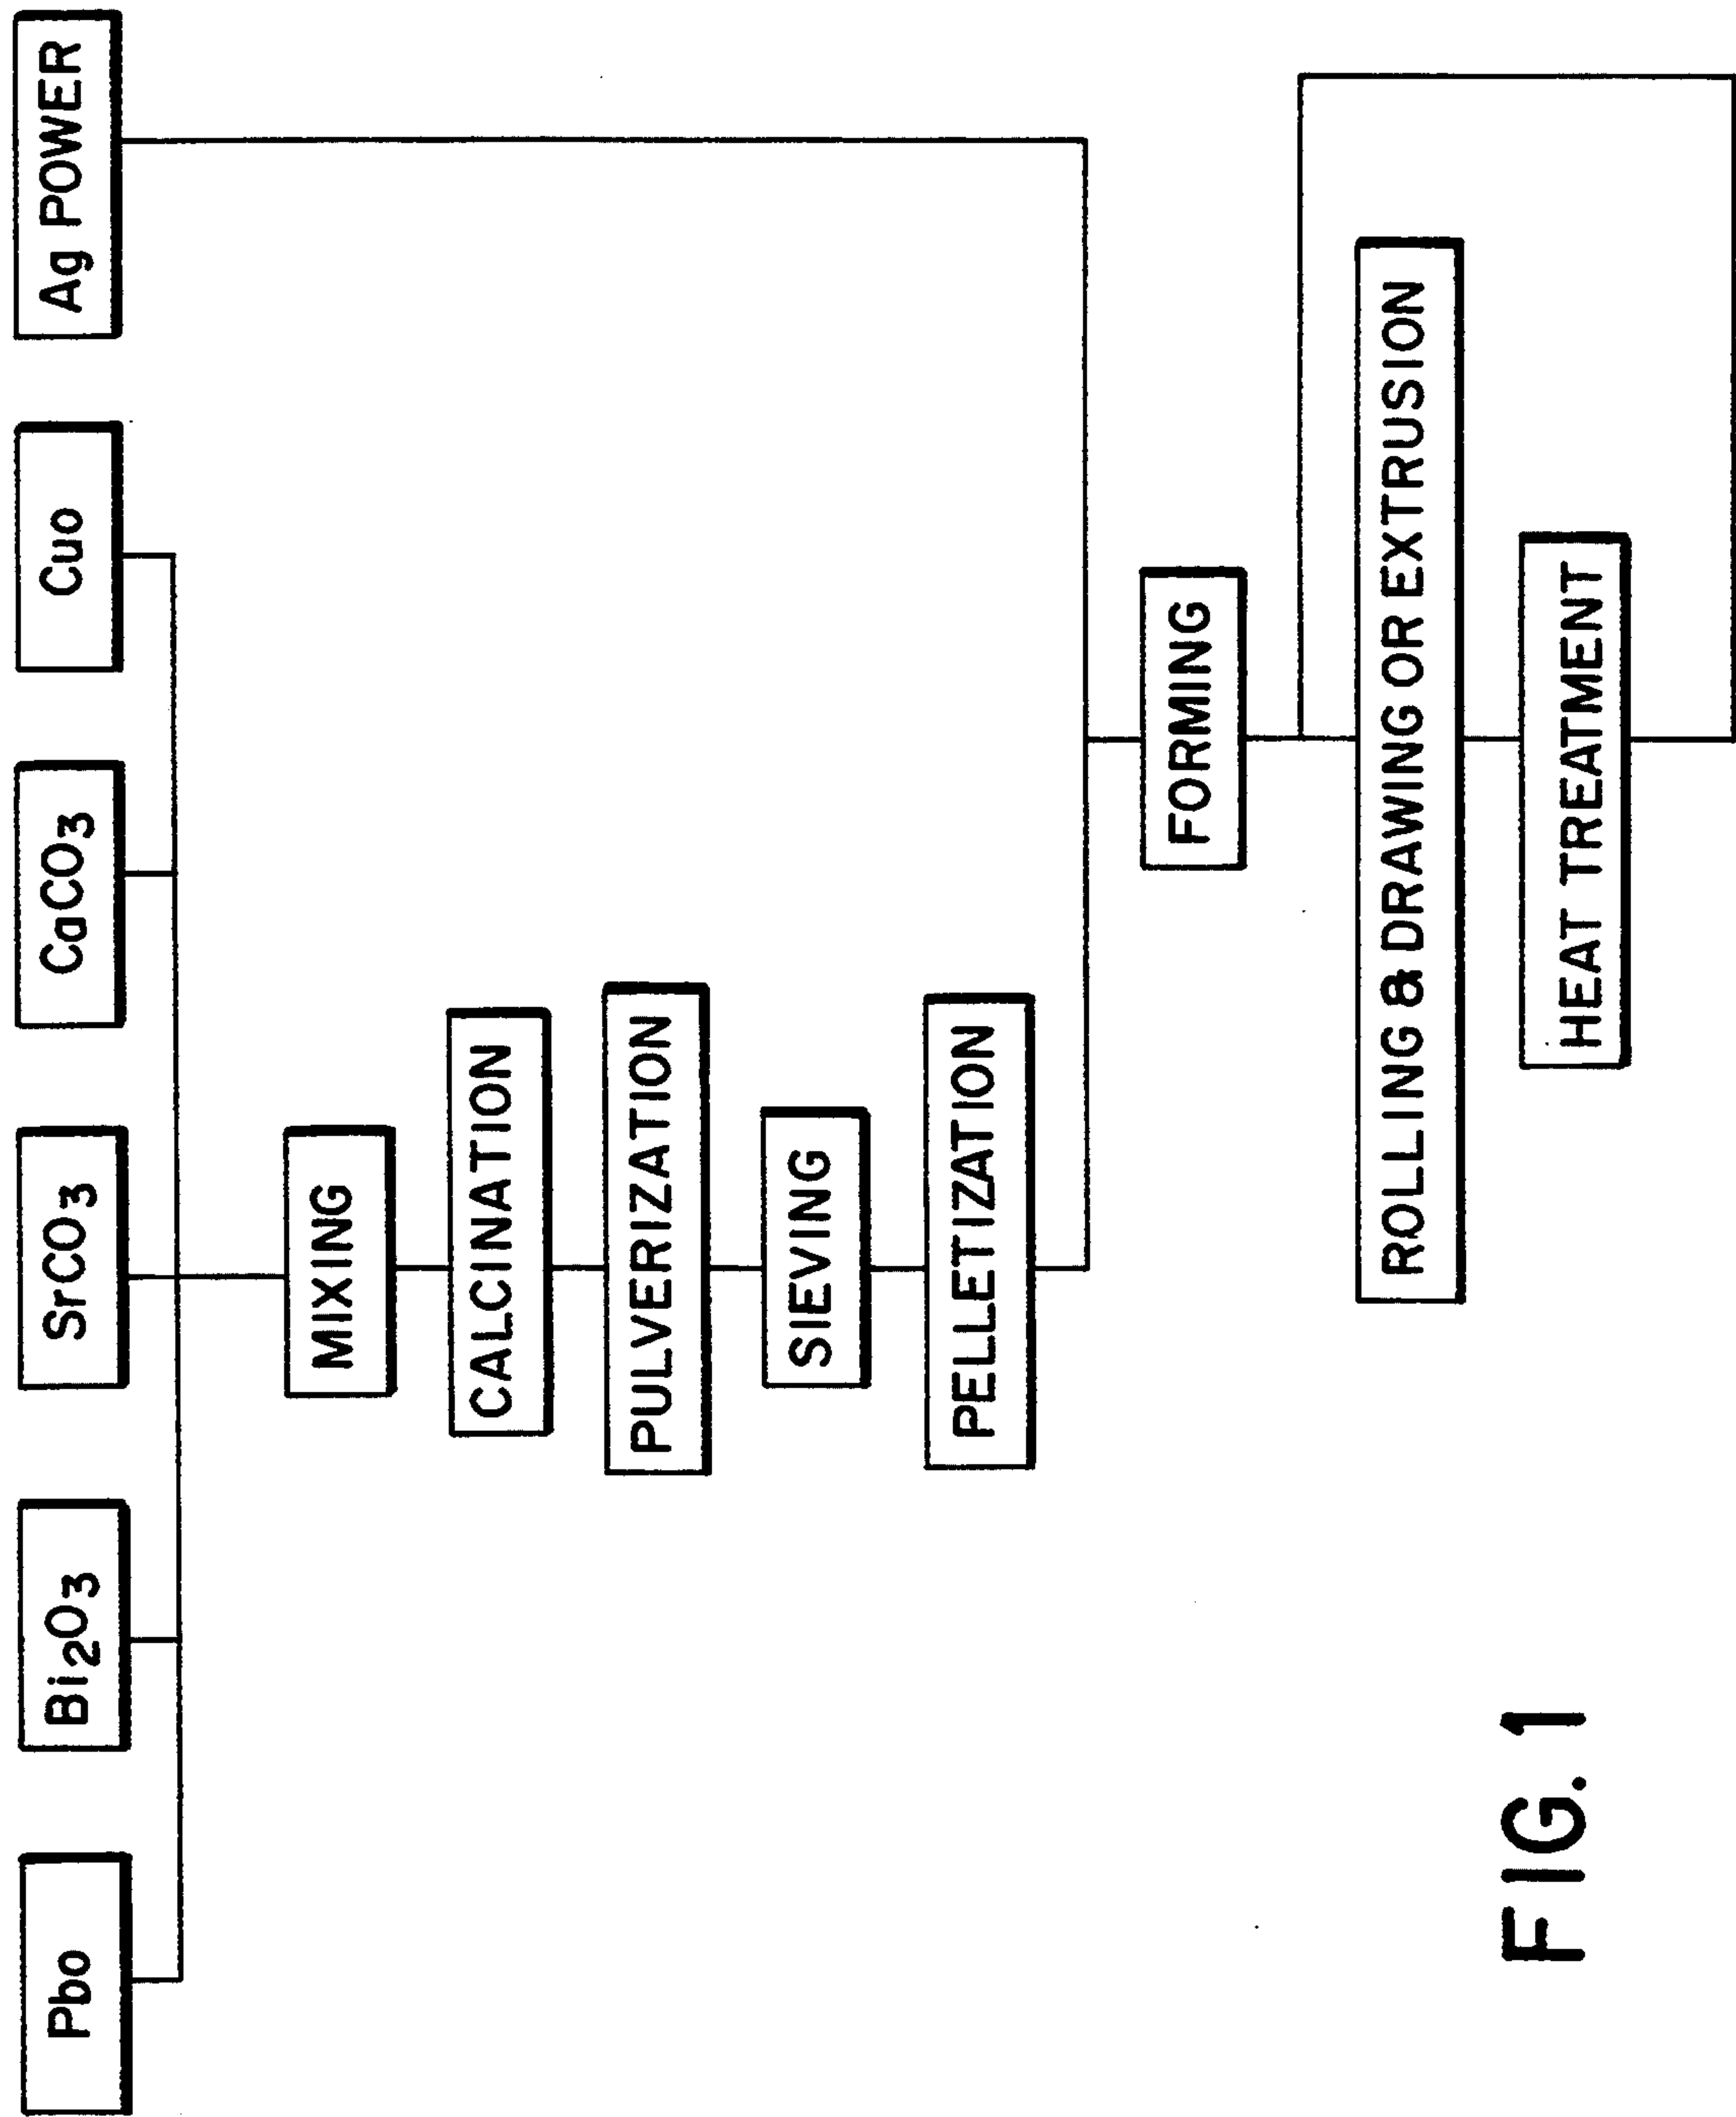 Pbo
Bi₂O₃
SrCO₃
CaCO₃
Cuo
Ag POWER
MIXING
CALCINATION
PULVERIZATION
SIEVING
PELLETIZATION
FORMING
ROLLING & DRAWING OR EXTRUSION
HEAT TREATMENT
FIG. 1